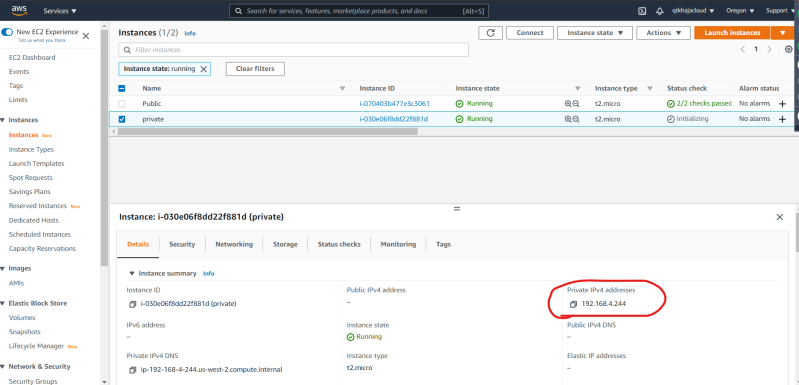 aws Services Search for services, features, marketplace products, and docs [Alt+S] qtkhajacloud Oregon Support
New EC2 Experience
Tell us what you think
EC2 Dashboard
Events
Tags
Limits
Instances
Instances New
Instance Types
Launch Templates
Spot Requests
Savings Plans
Reserved Instances New
Dedicated Hosts
Scheduled Instances
Capacity Reservations
Images
AMIs
Elastic Block Store
Volumes
Snapshots
Lifecycle Manager New
Network & Security
Security Groups
Instances (1/2) Info
Connect Instance state Actions Launch instances
Filter instances
1
Instance state: running Clear filters
Name Instance ID Instance state Instance type Status check Alarm status
Public i-070403b477e3c3061 Running t2.micro 2/2 checks passed No alarms
private i-030e06f8dd22f881d Running t2.micro Initializing No alarms
Instance: i-030e06f8dd22f881d (private)
Details Security Networking Storage Status checks Monitoring Tags
Instance summary Info
Instance ID Public IPv4 address Private IPv4 addresses
i-030e06f8dd22f881d (private) – 192.168.4.244
IPv6 address Instance state Public IPv4 DNS
– Running –
Private IPv4 DNS Instance type Elastic IP addresses
ip-192-168-4-244.us-west-2.compute.internal t2.micro –